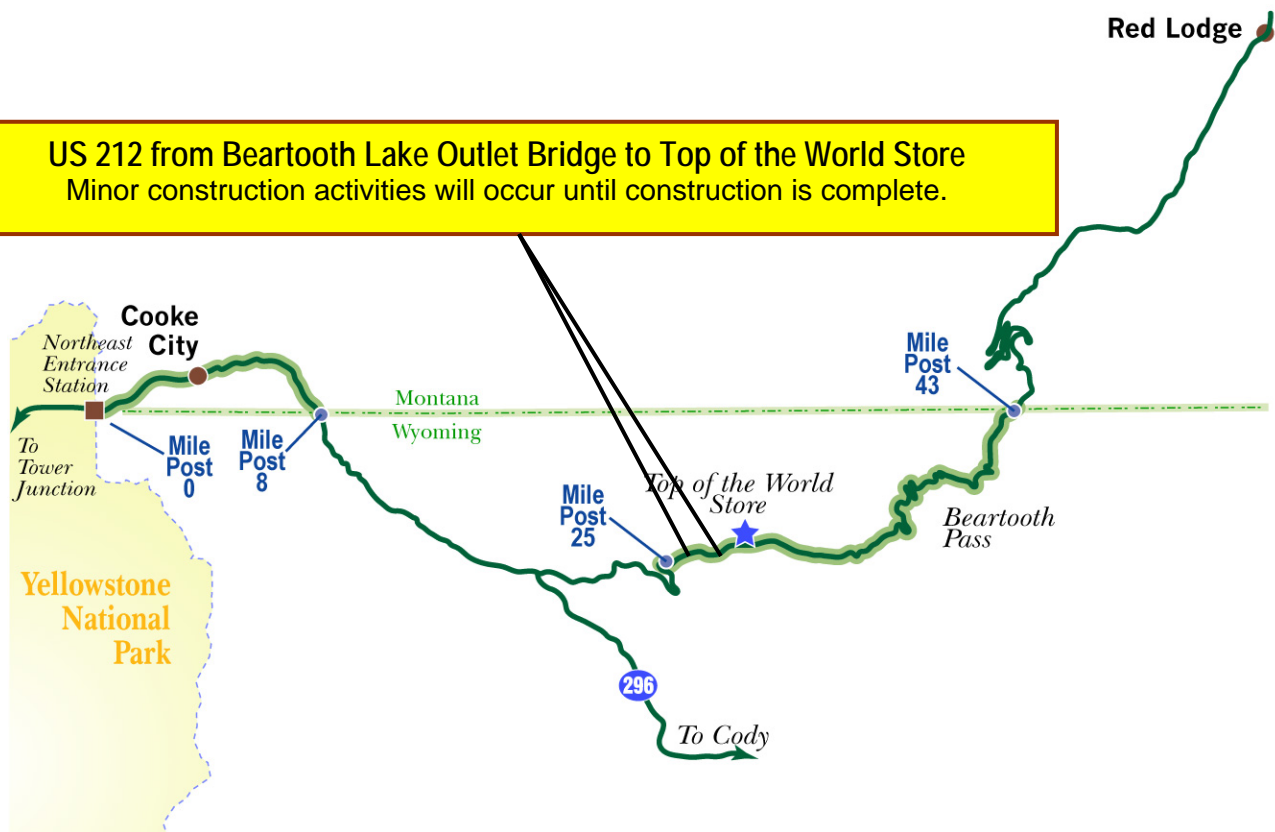 Red Lodge
US 212 from Beartooth Lake Outlet Bridge to Top of the World Store
Minor construction activities will occur until construction is complete.
Cooke
City
Northeast
Entrance
Station
Mile
Post
43
Montana
Wyoming
To
Tower
Junction
Mile
Post
0
Mile
Post
8
Mile
Post
25
Top of the World
Store
Beartooth
Pass
Yellowstone
National
Park
296
To Cody